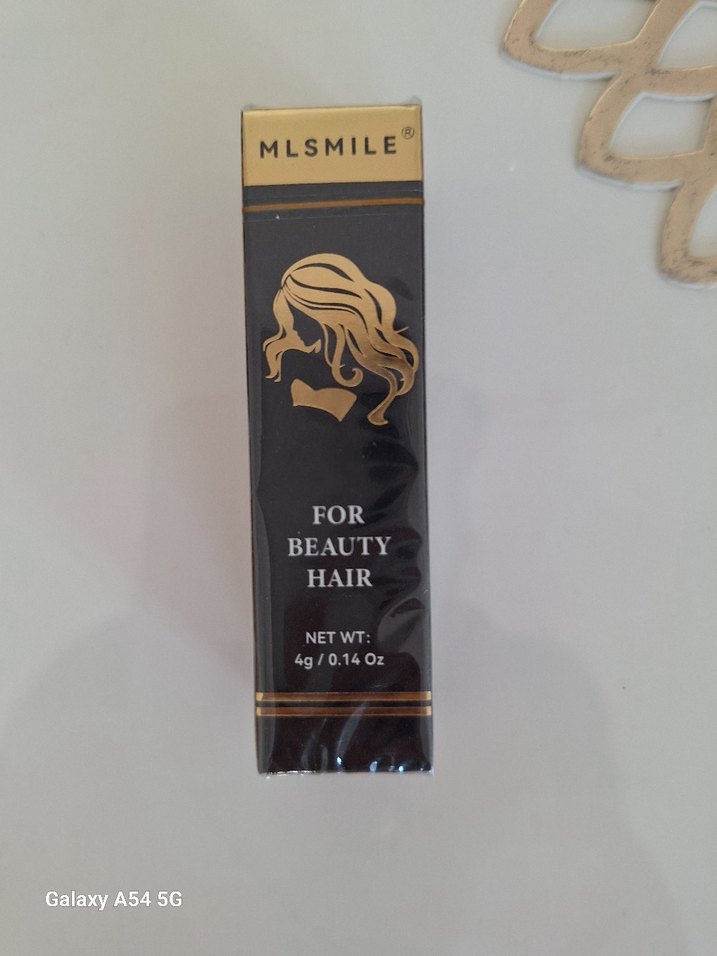 MLSMILE®
FOR
BEAUTY
HAIR
NET WT:
4g / 0.14 Oz
Galaxy A54 5G